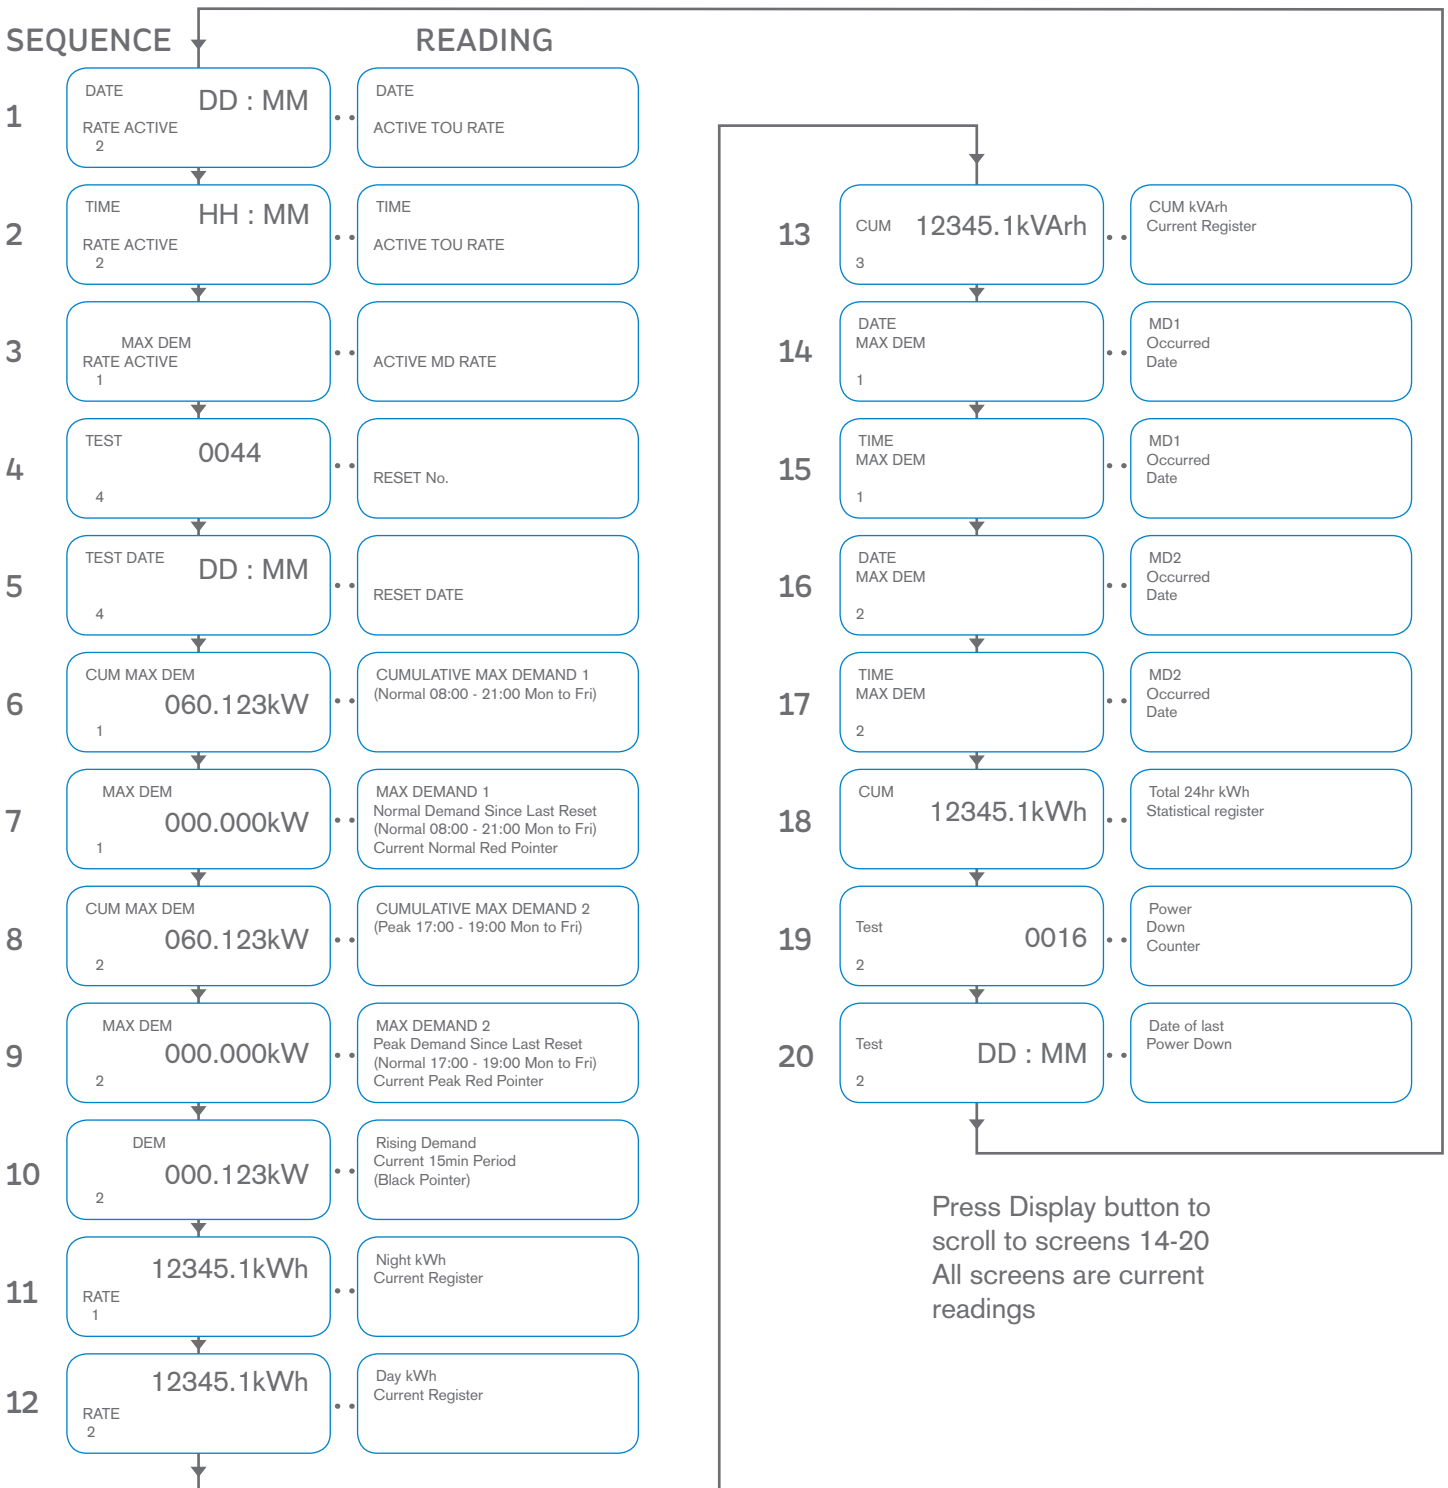 SEQUENCE
READING
1
DATE
DD : MM
RATE ACTIVE
2
DATE
ACTIVE TOU RATE
2
TIME
HH : MM
RATE ACTIVE
2
TIME
ACTIVE TOU RATE
3
MAX DEM
RATE ACTIVE
1
ACTIVE MD RATE
4
TEST
0044
4
RESET No.
5
TEST DATE
DD : MM
4
RESET DATE
6
CUM MAX DEM
060.123kW
1
CUMULATIVE MAX DEMAND 1
(Normal 08:00 - 21:00 Mon to Fri)
7
MAX DEM
000.000kW
1
MAX DEMAND 1
Normal Demand Since Last Reset
(Normal 08:00 - 21:00 Mon to Fri)
Current Normal Red Pointer
8
CUM MAX DEM
060.123kW
2
CUMULATIVE MAX DEMAND 2
(Peak 17:00 - 19:00 Mon to Fri)
9
MAX DEM
000.000kW
2
MAX DEMAND 2
Peak Demand Since Last Reset
(Normal 17:00 - 19:00 Mon to Fri)
Current Peak Red Pointer
10
DEM
000.123kW
2
Rising Demand
Current 15min Period
(Black Pointer)
11
12345.1kWh
RATE
1
Night kWh
Current Register
12
12345.1kWh
RATE
2
Day kWh
Current Register
13
CUM
12345.1kVArh
3
CUM kVArh
Current Register
14
DATE
MAX DEM
1
MD1
Occurred
Date
15
TIME
MAX DEM
1
MD1
Occurred
Date
16
DATE
MAX DEM
2
MD2
Occurred
Date
17
TIME
MAX DEM
2
MD2
Occurred
Date
18
CUM
12345.1kWh
Total 24hr kWh
Statistical register
19
Test
0016
2
Power
Down
Counter
20
Test
DD : MM
2
Date of last
Power Down
Press Display button to
scroll to screens 14-20
All screens are current
readings